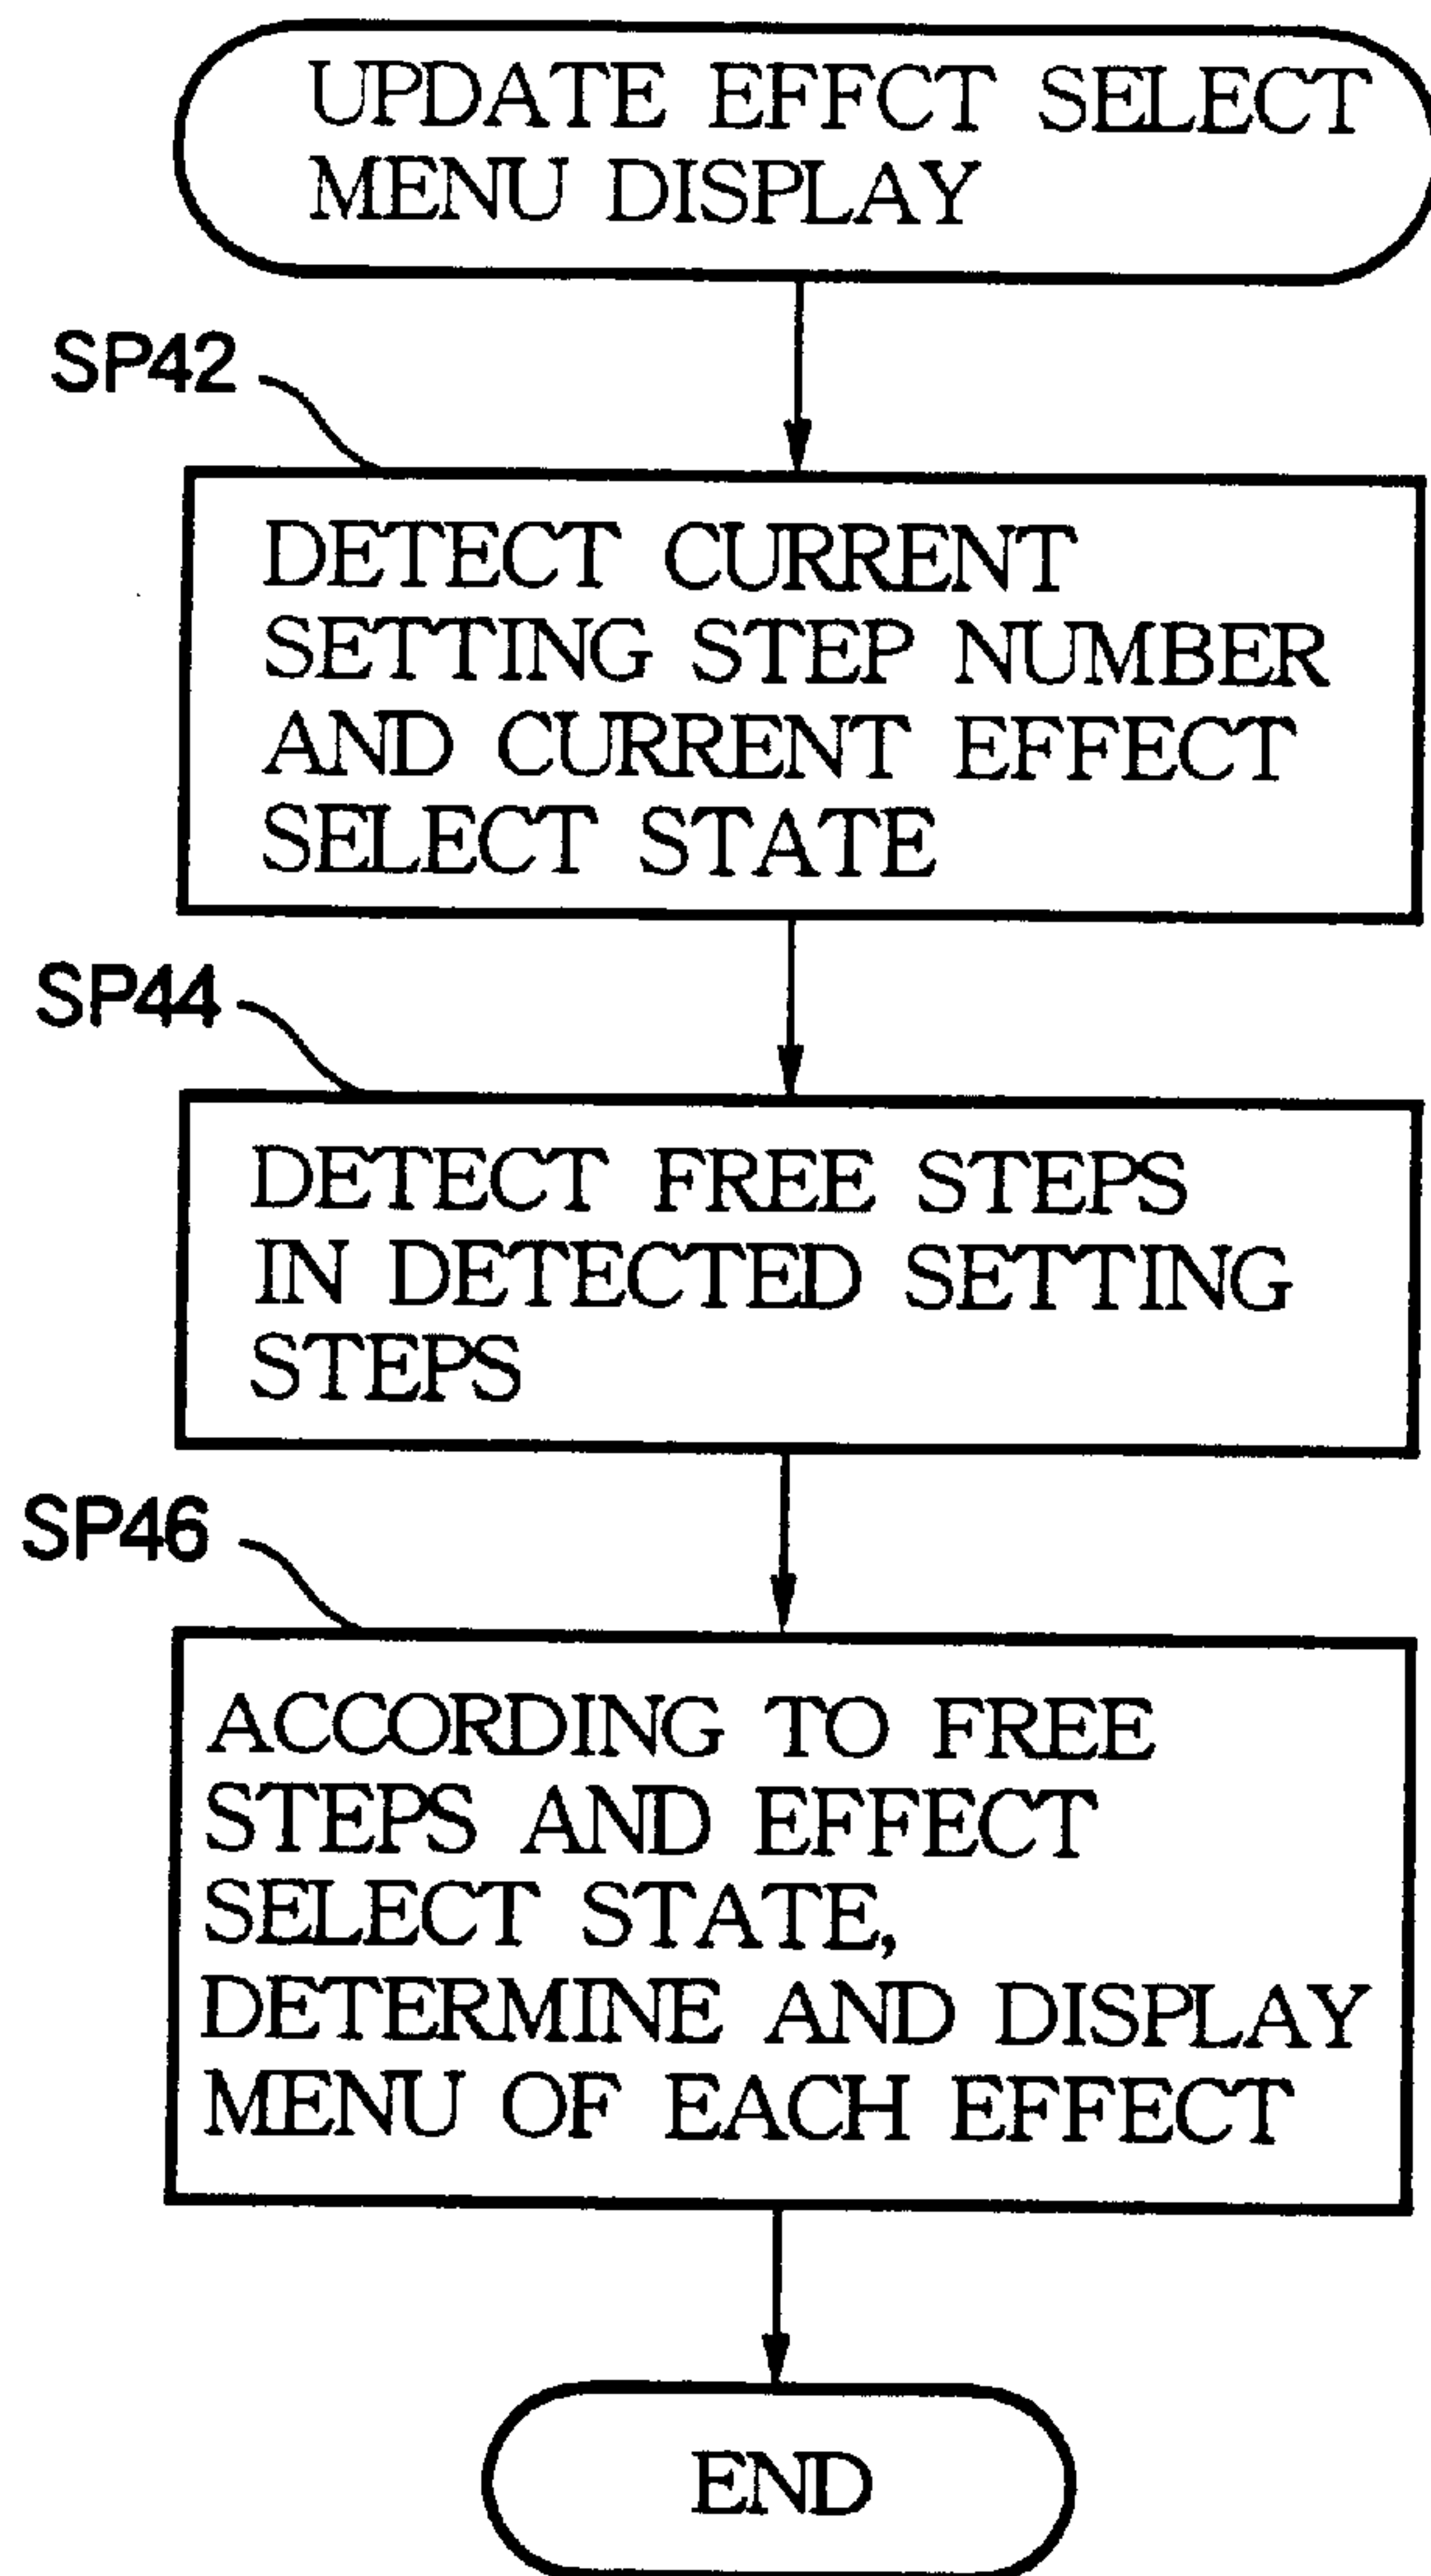 UPDATE EFFCT SELECT
MENU DISPLAY
SP42
DETECT CURRENT
SETTING STEP NUMBER
AND CURRENT EFFECT
SELECT STATE
SP44
DETECT FREE STEPS
IN DETECTED SETTING
STEPS
SP46
ACCORDING TO FREE
STEPS AND EFFECT
SELECT STATE,
DETERMINE AND DISPLAY
MENU OF EACH EFFECT
END